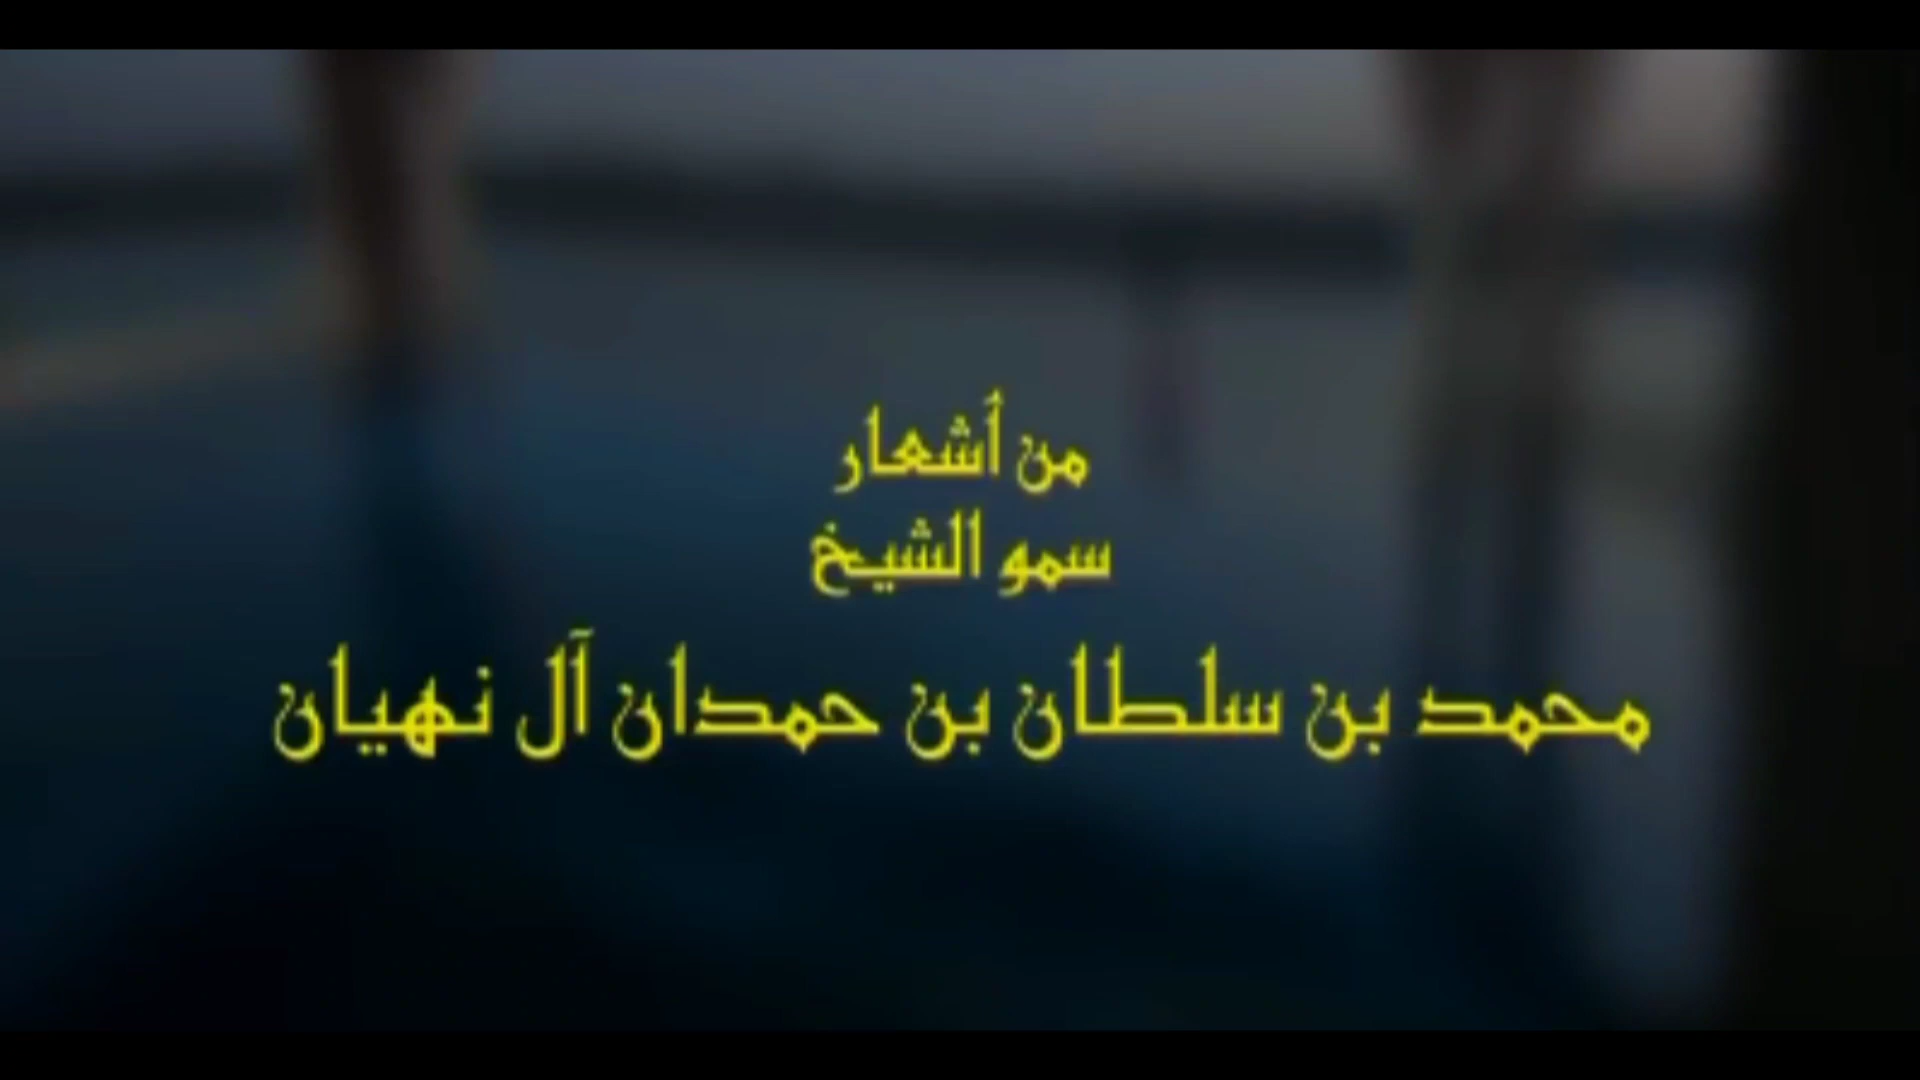 من أشعار
سمو الشيخ
محمد بن سلطان بن حمدان آل نهيان